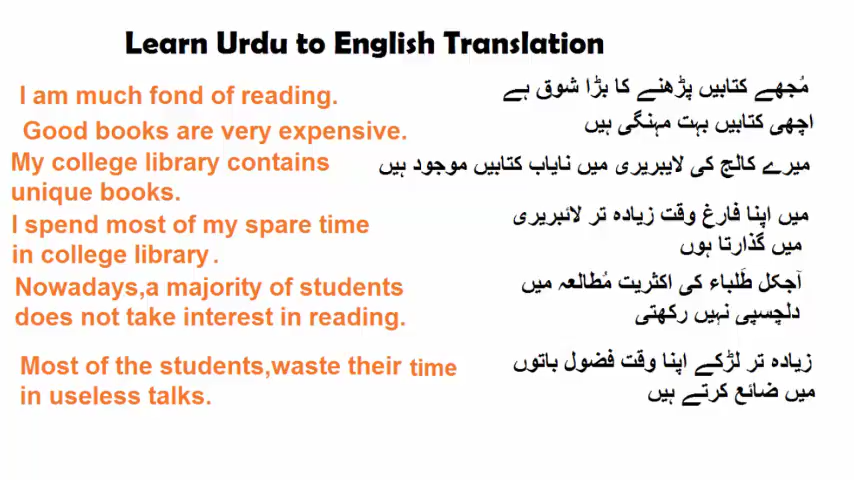 Learn Urdu to English Translation
I am much fond of reading.
مُجھے کتابیں پڑھنے کا بڑا شوق ہے
Good books are very expensive.
اچھی کتابیں بہت مہنگی ہیں
My college library contains
unique books.
میرے کالج کی لایبریری میں نایاب کتابیں موجود ہیں
I spend most of my spare time
in college library.
میں اپنا فارغ وقت زیادہ تر لائبریری
میں گذارتا ہوں
Nowadays,a majority of students
does not take interest in reading.
آجکل طَلباء کی اکثریت مُطالعہ میں
دلچسپی نہیں رکھتی
Most of the students,waste their time
in useless talks.
زیادہ تر لڑکے اپنا وقت فضول باتوں
میں ضائع کرتے ہیں